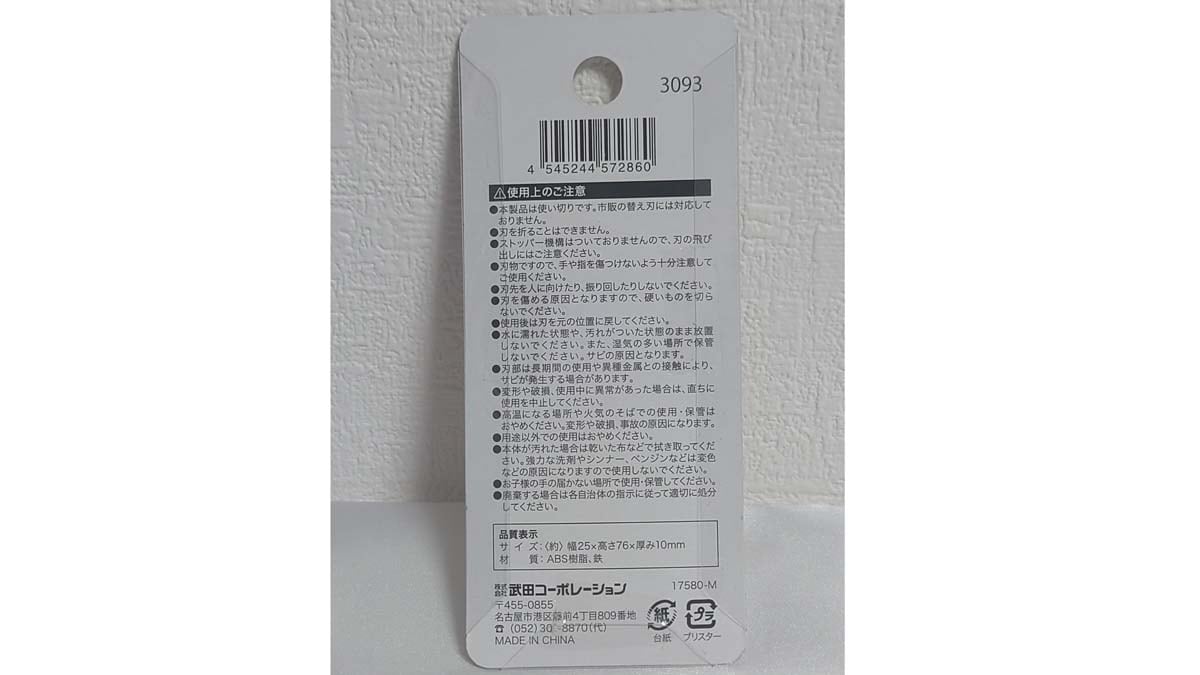 3093
4 545244 572860
⚠使用上のご注意
●本製品は使い切りです。市販の替え刃には対応して
おりません。
●刃を折ることはできません。
●ストッパー機構はついておりませんので、刃の飛び
出しにはご注意ください。
●刃物ですので、手や指を傷つけないよう十分注意して
ご使用ください。
●刃先を人に向けたり、振り回したりしないでください。
●刃を傷める原因となりますので、硬いものを切ら
ないでください。
●使用後は刃を元の位置に戻してください。
●水に濡れた状態や、汚れがついた状態のまま放置
しないでください。また、湿気の多い場所で保管
しないでください。サビの原因となります。
●刃部は長期間の使用や異種金属との接触により、
サビが発生する場合があります。
●変形や破損、使用中に異常があった場合は、直ちに
使用を中止してください。
●高温になる場所や火気のそばでの使用・保管は
おやめください。変形や破損、事故の原因になります。
●用途以外での使用はおやめください。
●本体が汚れた場合は乾いた布などで拭き取ってくだ
さい。強力な洗剤やシンナー、ベンジンなどは変色
などの原因になりますので使用しないでください。
●お子様の手の届かない場所で使用・保管してください。
●廃棄する場合は各自治体の指示に従って適切に処分
してください。
品質表示
サイズ：〈約〉幅25×高さ76×厚み10mm
材 質：ABS樹脂、鉄
株式会社 武田コーポレーション 17580-M
〒455-0855
名古屋市港区藤前4丁目809番地
☎ (052) 8870(代)
MADE IN CHINA
紙 プラ
台紙 ブリスター